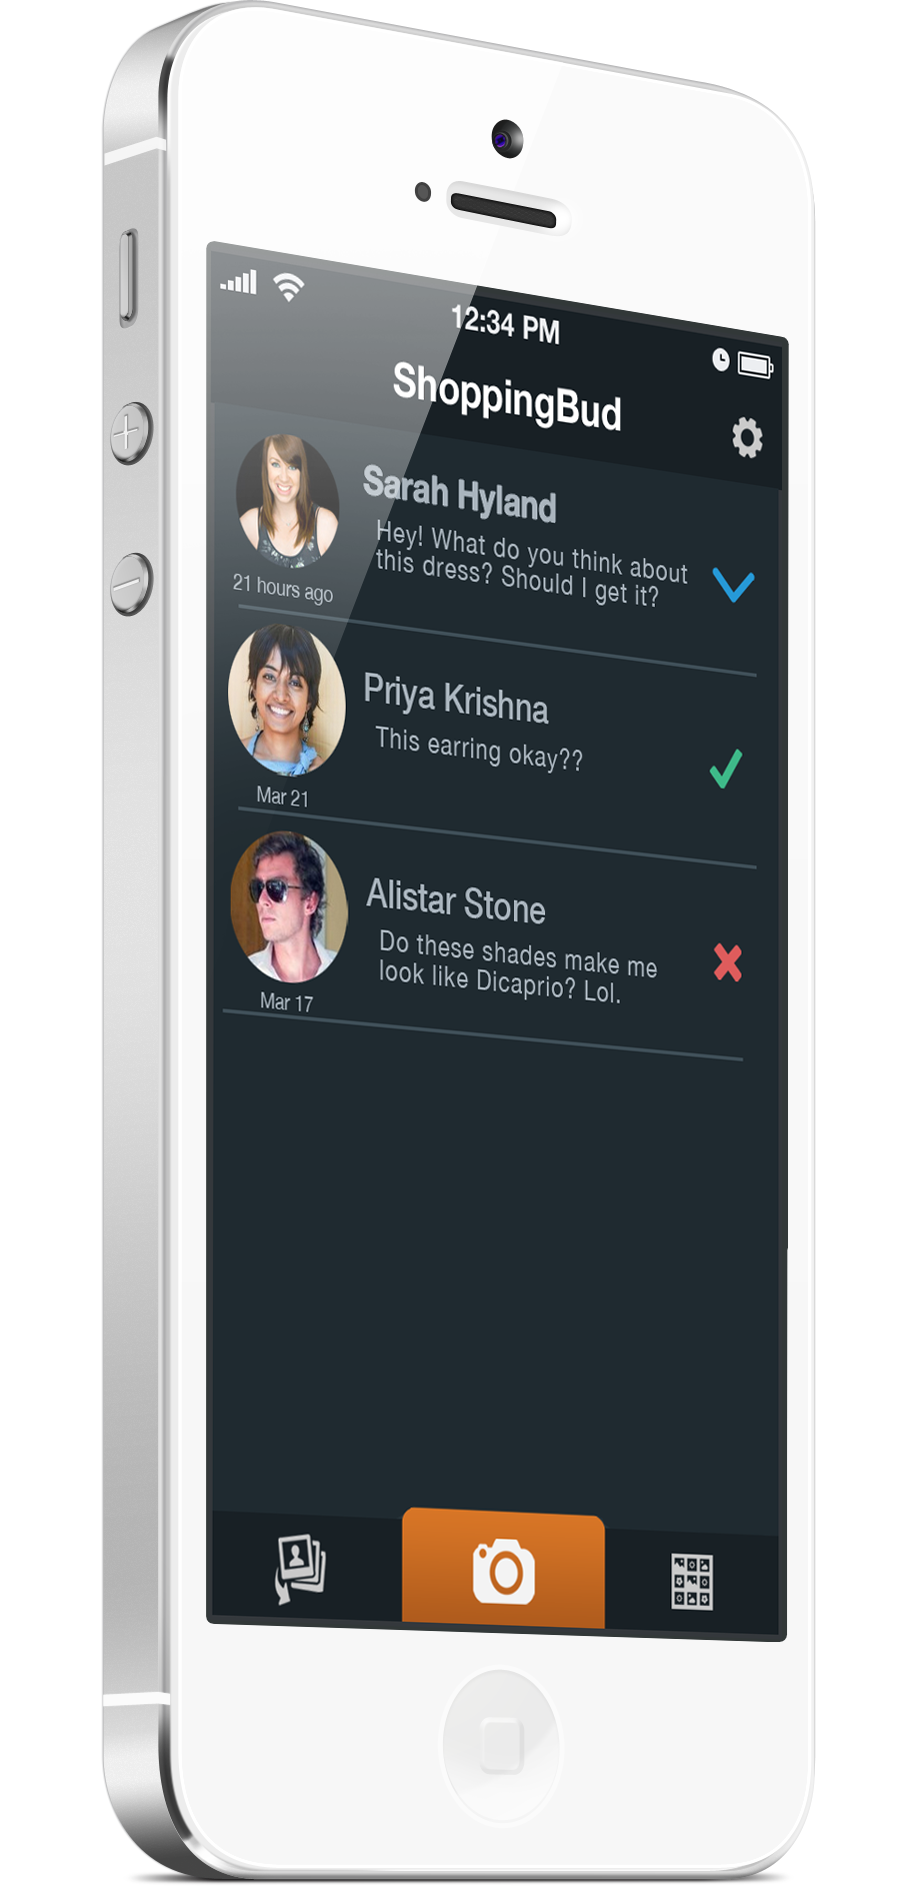 12:34 PM
ShoppingBud
Sarah Hyland
Hey! What do you think about
this dress? Should I get it?
21 hours ago
Priya Krishna
This earring okay??
Mar 21
Alistar Stone
Do these shades make me
look like Dicaprio? Lol.
Mar 17